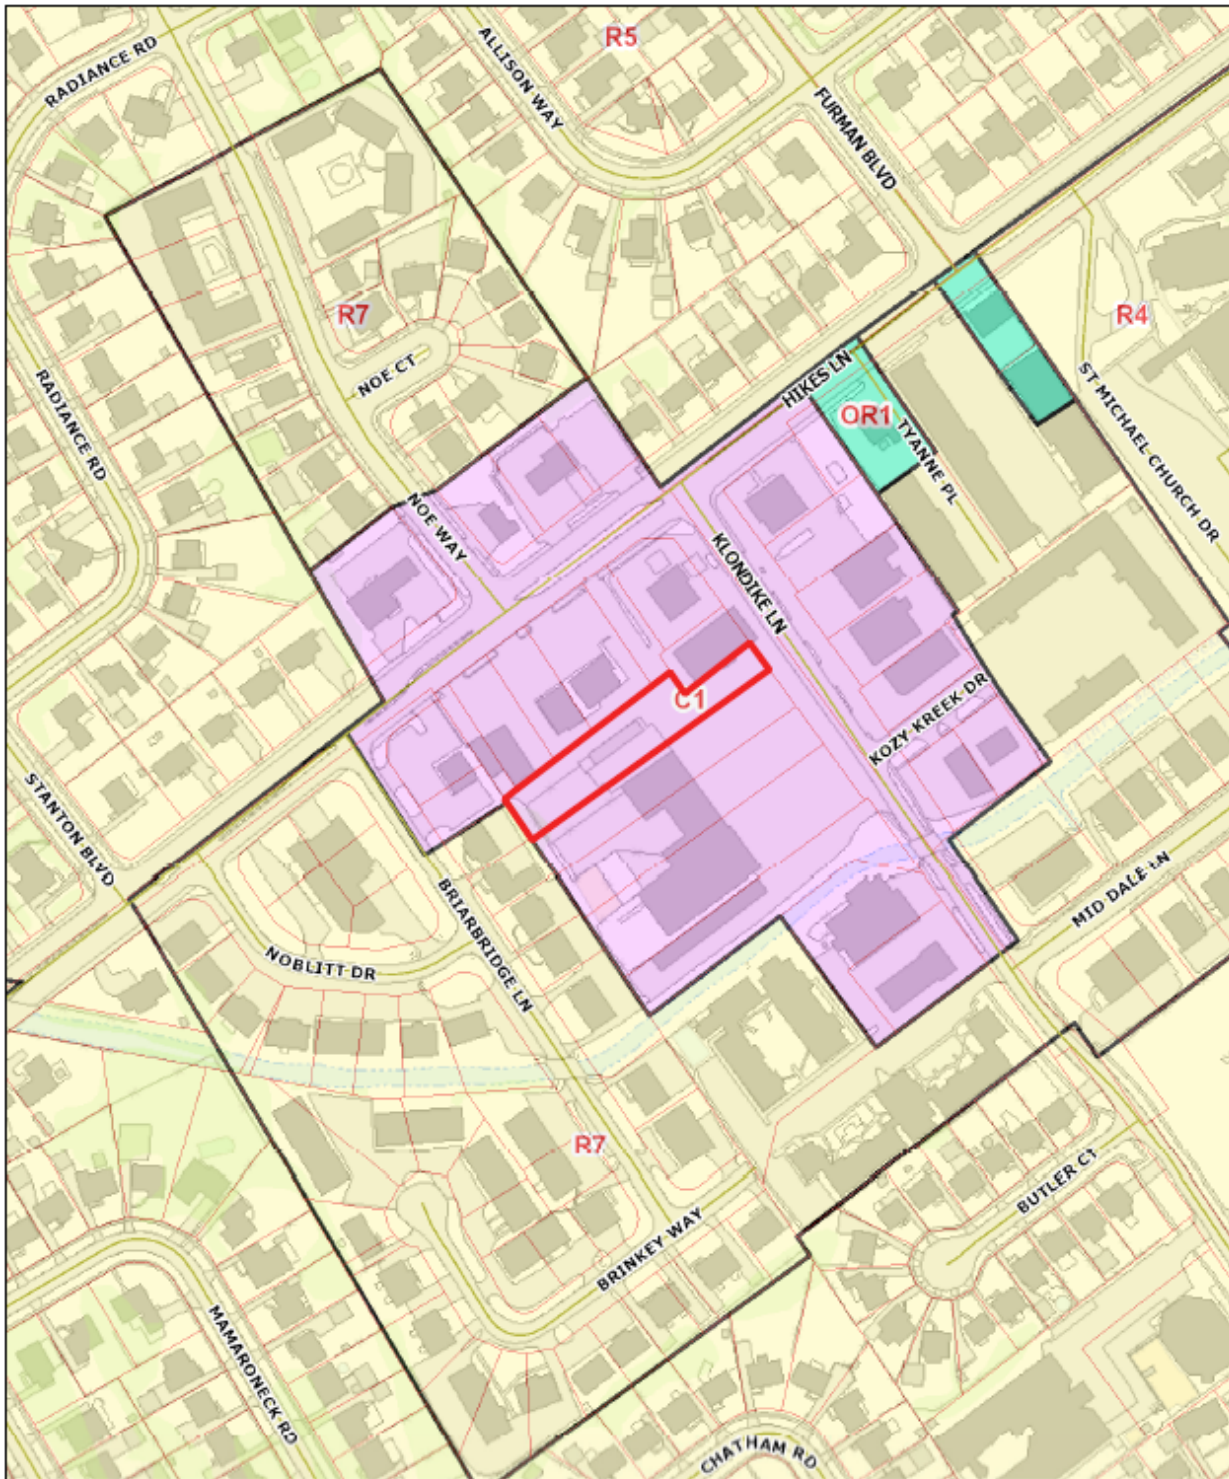 R5
RADIANCE RD
ALLISON WAY
FURMAN BLVD
R7
R4
NOE CT
HIKES LN
OR1
TYANNE PL
ST MICHAEL CHURCH DR
RADIANCE RD
NOE WAY
KLONDIKE LN
C1
KOZY KREEK DR
STANTON BLVD
MID DALE LN
BRIARBRIDGE LN
NOBLITT DR
R7
BUTLER CT
BRINKEY WAY
MAMARONECK RD
CHATHAM RD